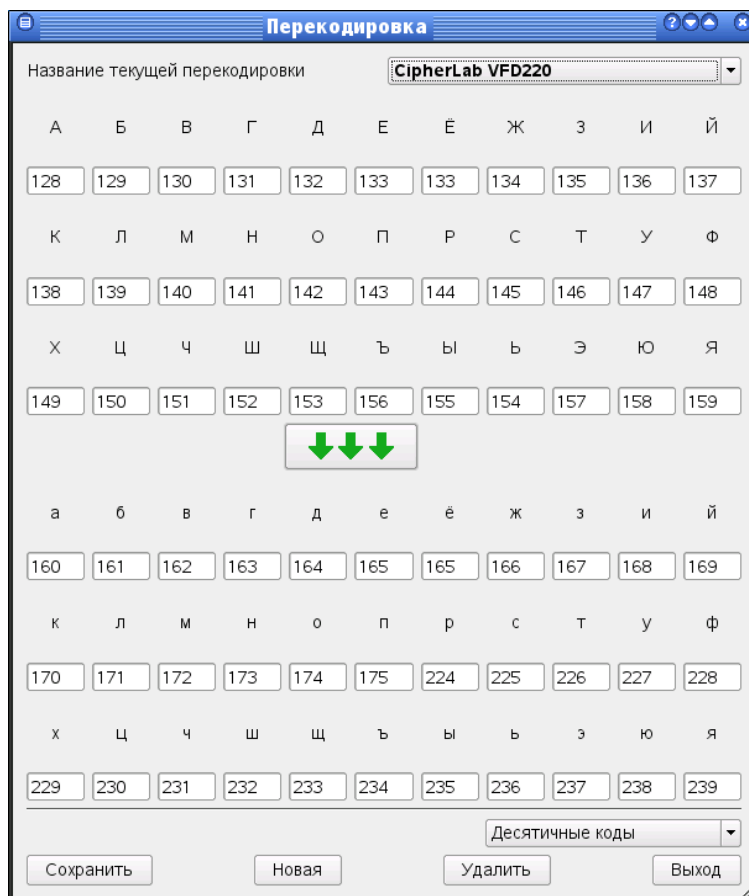 Перекодировка
Название текущей перекодировки CipherLab VFD220
А Б В Г Д Е Ё Ж З И Й
128 129 130 131 132 133 133 134 135 136 137
К Л М Н О П Р С Т У Ф
138 139 140 141 142 143 144 145 146 147 148
Х Ц Ч Ш Щ Ъ Ы Ь Э Ю Я
149 150 151 152 153 156 155 154 157 158 159
а б в г д е ё ж з и й
160 161 162 163 164 165 165 166 167 168 169
к л м н о п р с т у ф
170 171 172 173 174 175 224 225 226 227 228
х ц ч ш щ ъ ы ь э ю я
229 230 231 232 233 234 235 236 237 238 239
Десятичные коды
Сохранить Новая Удалить Выход